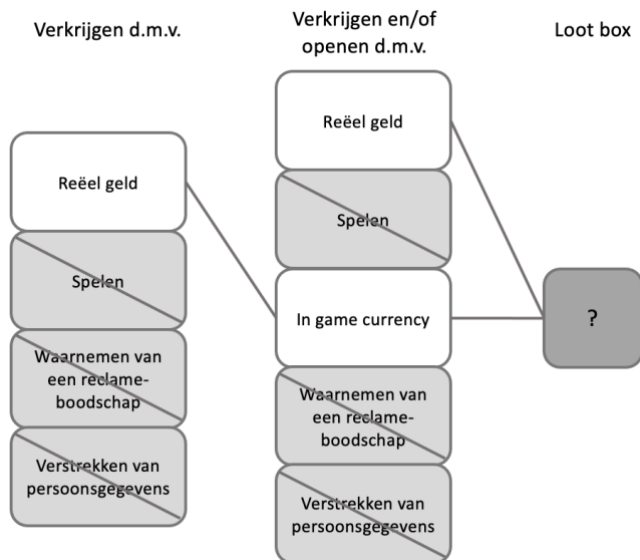 Verkrijgen d.m.v.
Verkrijgen en/of
openen d.m.v.
Loot box
Reëel geld
Spelen
Waarnemen van
een reclame-
boodschap
Verstrekken van
persoonsgegevens
Reëel geld
Spelen
In game currency
Waarnemen van
een reclame-
boodschap
Verstrekken van
persoonsgegevens
?